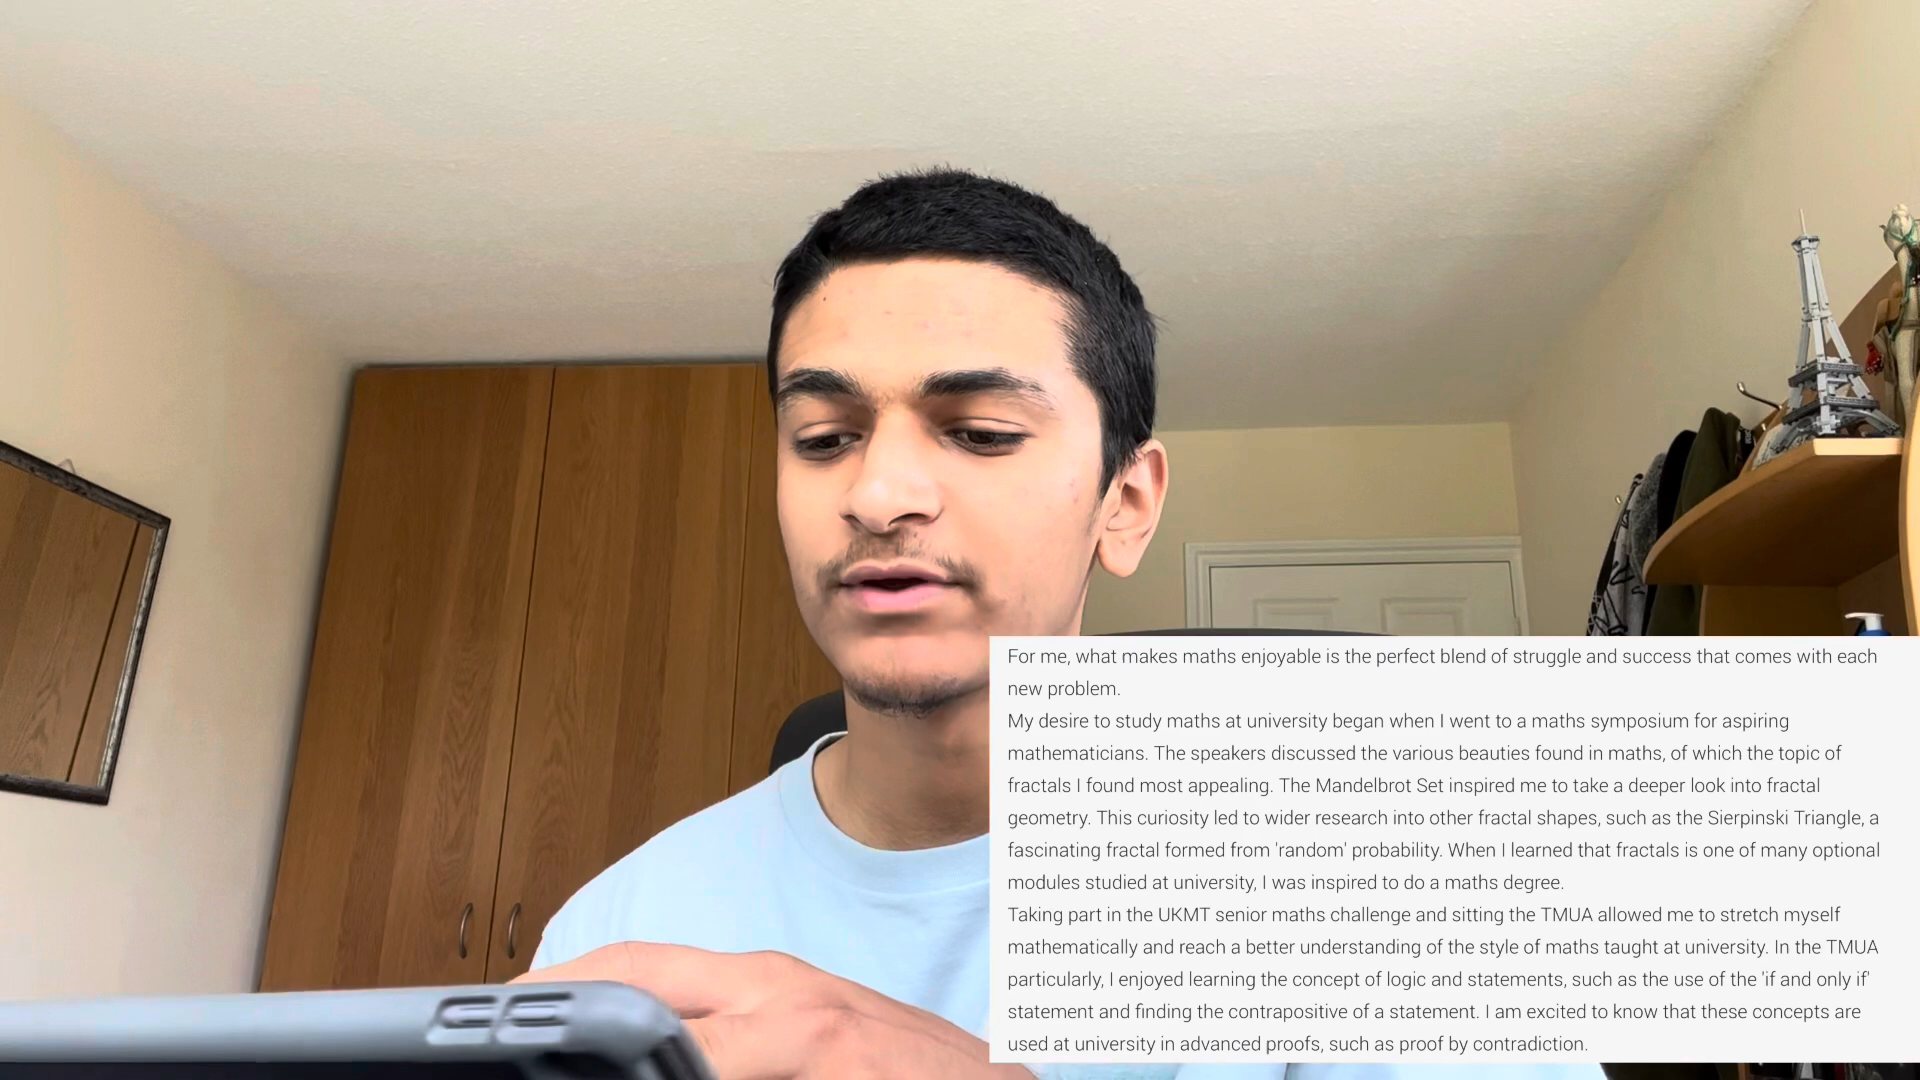 For me, what makes maths enjoyable is the perfect blend of struggle and success that comes with each
new problem.
My desire to study maths at university began when I went to a maths symposium for aspiring
mathematicians. The speakers discussed the various beauties found in maths, of which the topic of
fractals I found most appealing. The Mandelbrot Set inspired me to take a deeper look into fractal
geometry. This curiosity led to wider research into other fractal shapes, such as the Sierpinski Triangle, a
fascinating fractal formed from 'random' probability. When I learned that fractals is one of many optional
modules studied at university, I was inspired to do a maths degree.
Taking part in the UKMT senior maths challenge and sitting the TMUA allowed me to stretch myself
mathematically and reach a better understanding of the style of maths taught at university. In the TMUA
particularly, I enjoyed learning the concept of logic and statements, such as the use of the 'if and only if'
statement and finding the contrapositive of a statement. I am excited to know that these concepts are
used at university in advanced proofs, such as proof by contradiction.